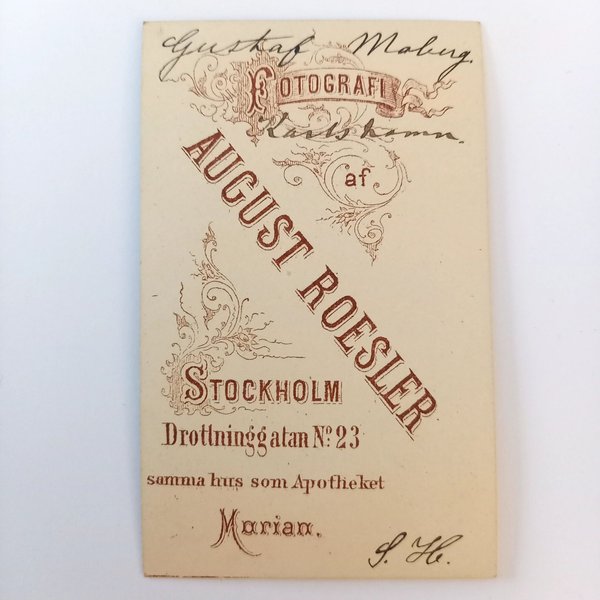 Gustaf Moberg.
FOTOGRAFI
Karlshamn.
af
AUGUST ROESLER
STOCKHOLM
Drottninggatan No. 23
samma hus som Apotheket
Morian.
S. H.